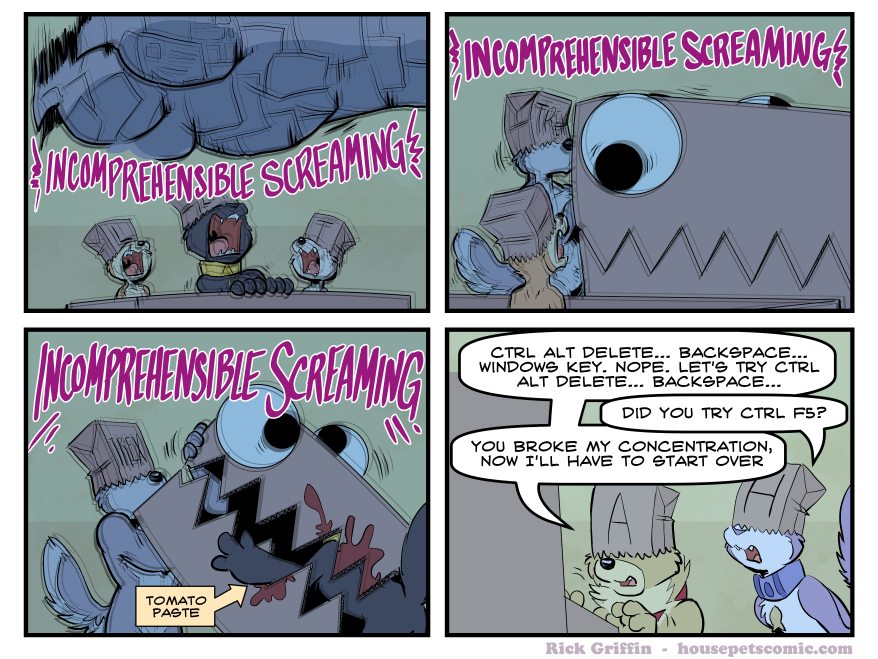 INCOMPREHENSIBLE SCREAMING
INCOMPREHENSIBLE SCREAMING
INCOMPREHENSIBLE SCREAMING
TOMATO
PASTE
CTRL ALT DELETE... BACKSPACE...
WINDOWS KEY. NOPE. LET'S TRY CTRL
ALT DELETE... BACKSPACE...
DID YOU TRY CTRL F5?
YOU BROKE MY CONCENTRATION,
NOW I'LL HAVE TO START OVER
A
H
Rick Griffin - housepetscomic.com